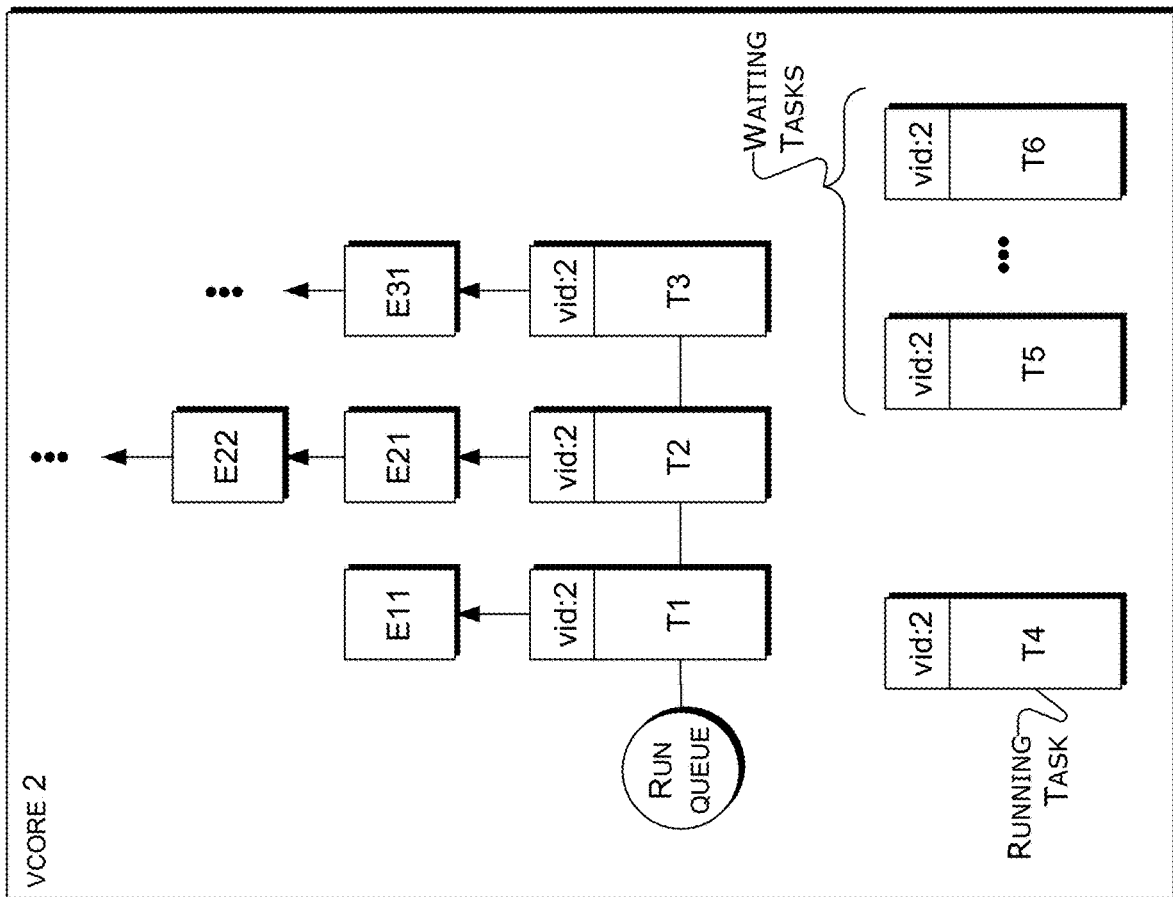 VCORE 2
•••
E22
•••
E11
E21
E31
vid:2
vid:2
vid:2
RUN
QUEUE
T1
T2
T3
WAITING
TASKS
vid:2
vid:2
vid:2
T4
T5
•••
T6
RUNNING
TASK